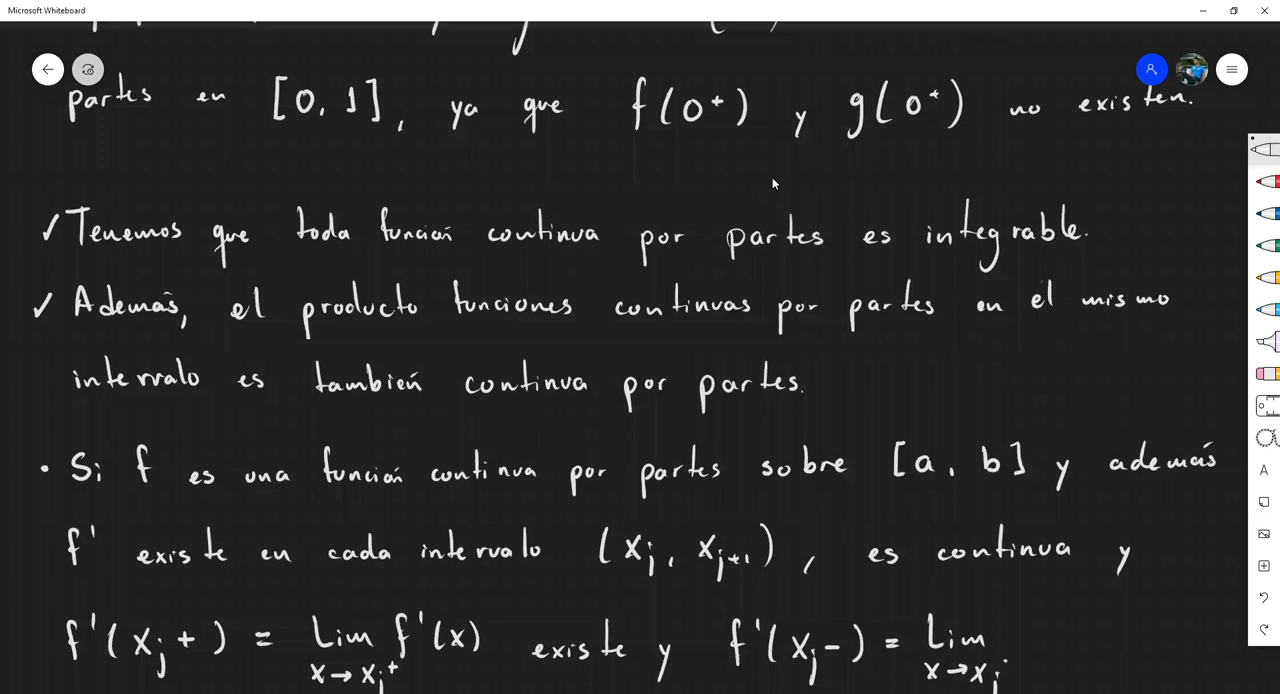 Microsoft Whiteboard
partes en [0, 1], ya que f(0⁺) y g(0⁺) no existen.
✓ Tenemos que toda función continua por partes es integrable.
✓ Además, el producto funciones continuas por partes en el mismo
intervalo es también continua por partes.
• Si f es una función continua por partes sobre [a, b] y además
f' existe en cada intervalo (xⱼ, xⱼ₊₁), es continua y
f'(xⱼ+) = Lim x→xⱼ⁺ f'(x) existe y f'(xⱼ-) = Lim x→xⱼ
A